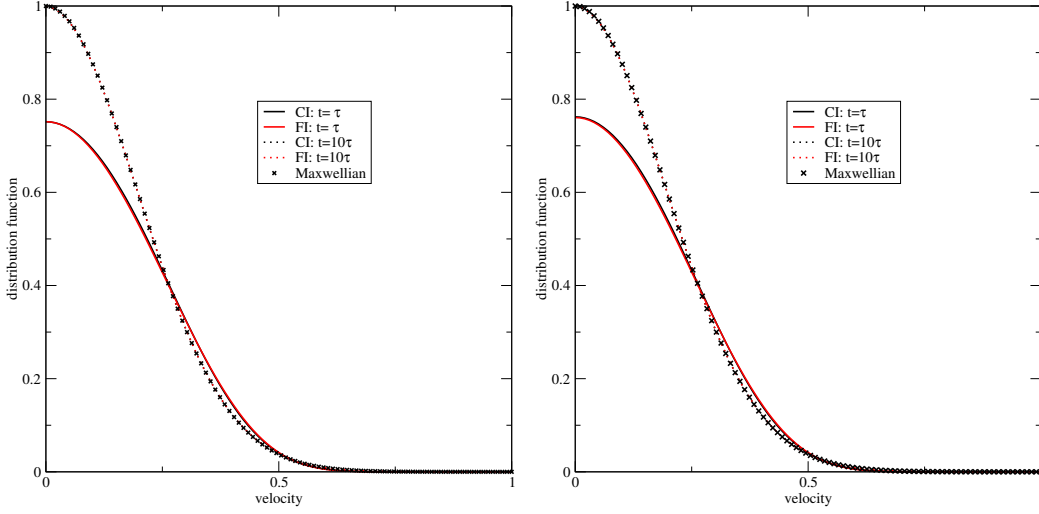 1
0.8
0.6
0.4
0.2
0
distribution function
0
0.5
1
velocity
CI: t= τ
FI: t= τ
CI: t=10τ
FI: t=10τ
Maxwellian
1
0.8
0.6
0.4
0.2
0
distribution function
0
0.5
velocity
CI: t=τ
FI: t=τ
CI: t=10τ
FI: t=10τ
Maxwellian